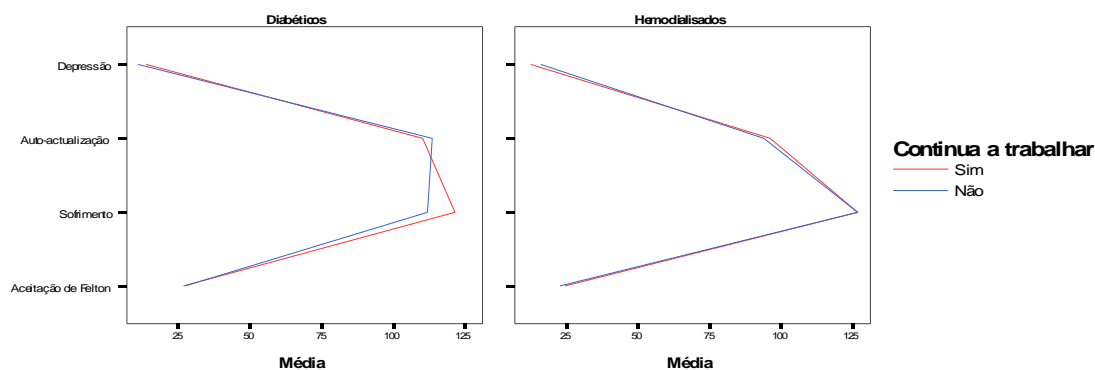 Diabéticos
Hemodialisados
Depressão
Auto-actualização
Sofrimento
Aceitação de Felton
25 50 75 100 125
25 50 75 100 125
Média
Média
Continua a trabalhar
Sim
Não